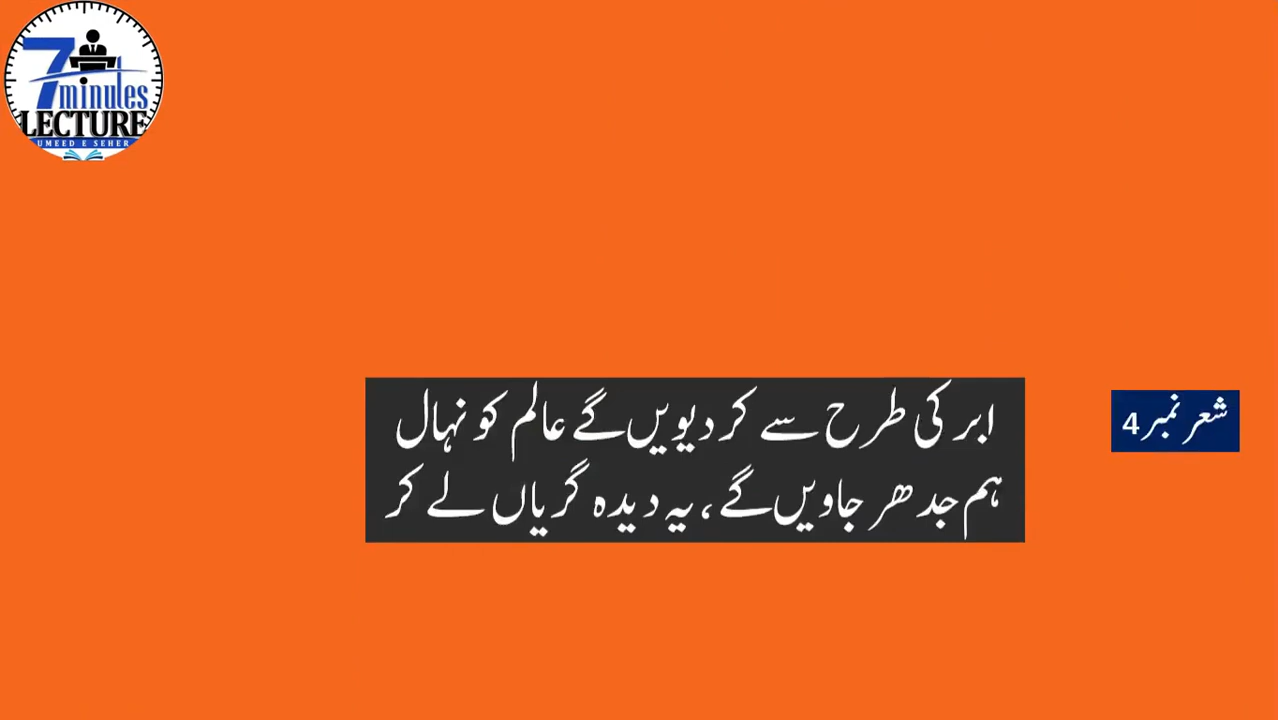 7
minutes
LECTURE
UMEED E SEHER
شعر نمبر 4
ابر کی طرح سے کر دیویں گے عالم کو نہال
ہم جدھر جاویں گے، یہ دیدہ گریاں لے کر